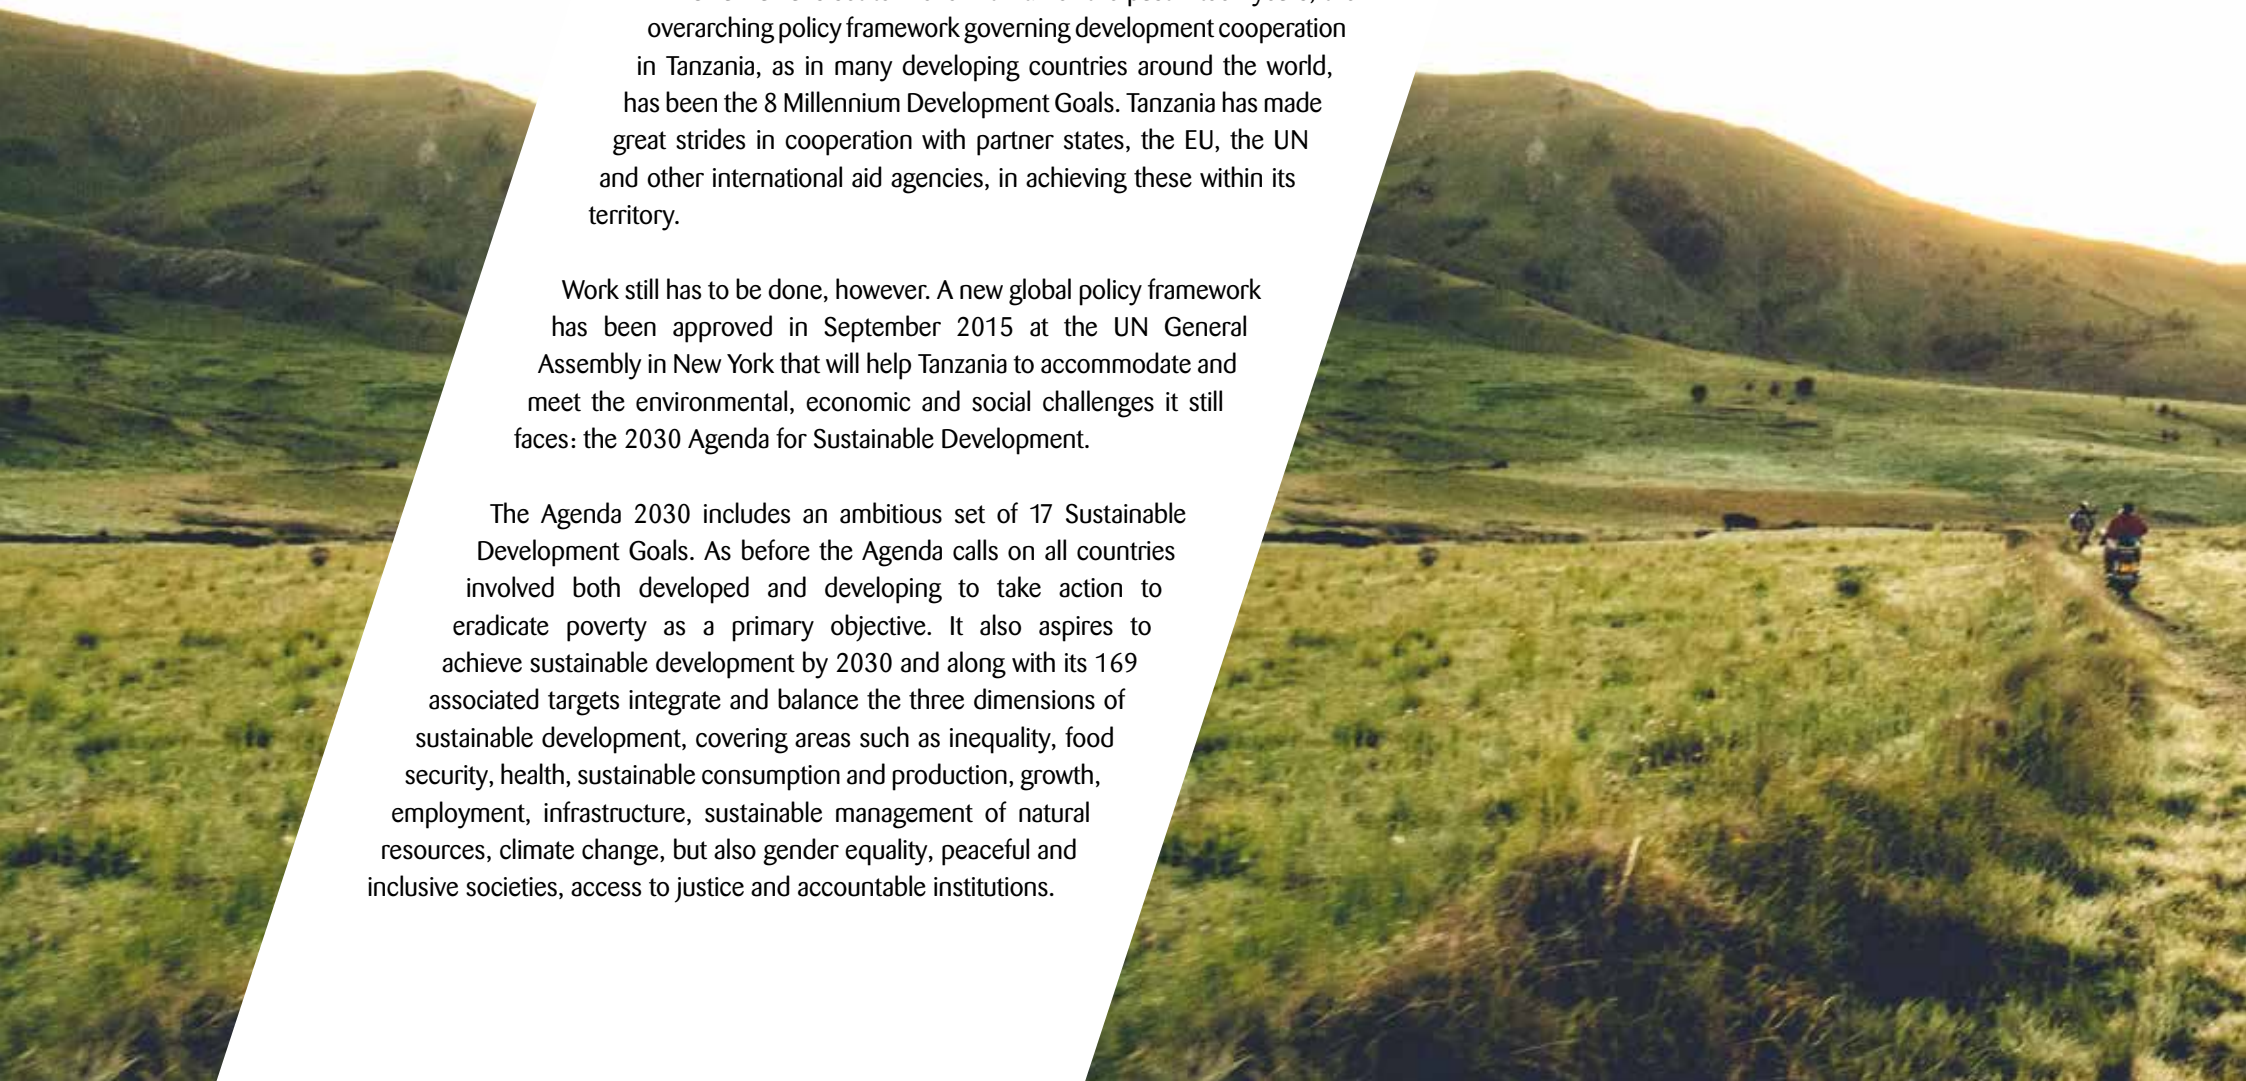 overarching policy framework governing development cooperation
in Tanzania, as in many developing countries around the world,
has been the 8 Millennium Development Goals. Tanzania has made
great strides in cooperation with partner states, the EU, the UN
and other international aid agencies, in achieving these within its
territory.
Work still has to be done, however. A new global policy framework
has been approved in September 2015 at the UN General
Assembly in New York that will help Tanzania to accommodate and
meet the environmental, economic and social challenges it still
faces: the 2030 Agenda for Sustainable Development.
The Agenda 2030 includes an ambitious set of 17 Sustainable
Development Goals. As before the Agenda calls on all countries
involved both developed and developing to take action to
eradicate poverty as a primary objective. It also aspires to
achieve sustainable development by 2030 and along with its 169
associated targets integrate and balance the three dimensions of
sustainable development, covering areas such as inequality, food
security, health, sustainable consumption and production, growth,
employment, infrastructure, sustainable management of natural
resources, climate change, but also gender equality, peaceful and
inclusive societies, access to justice and accountable institutions.